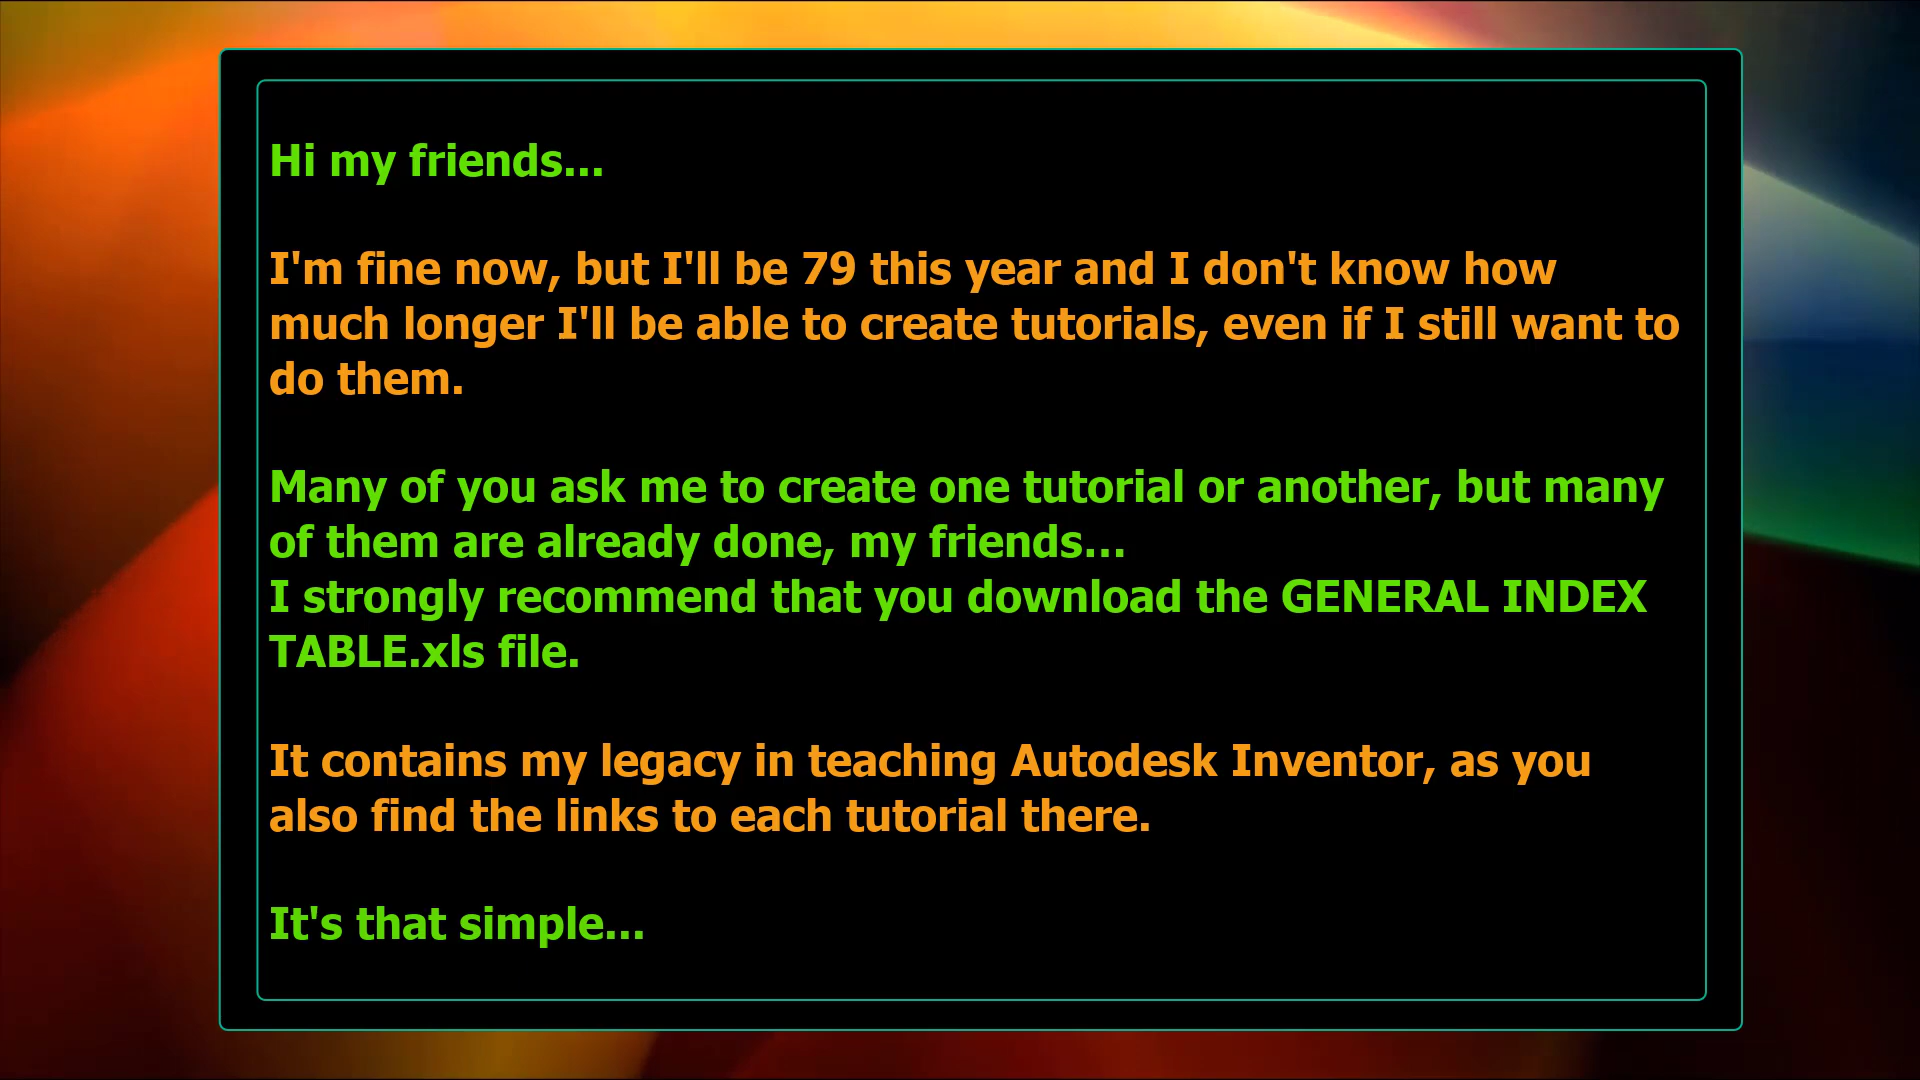 Hi my friends...
I'm fine now, but I'll be 79 this year and I don't know how
much longer I'll be able to create tutorials, even if I still want to
do them.
Many of you ask me to create one tutorial or another, but many
of them are already done, my friends...
I strongly recommend that you download the GENERAL INDEX
TABLE.xls file.
It contains my legacy in teaching Autodesk Inventor, as you
also find the links to each tutorial there.
It's that simple...